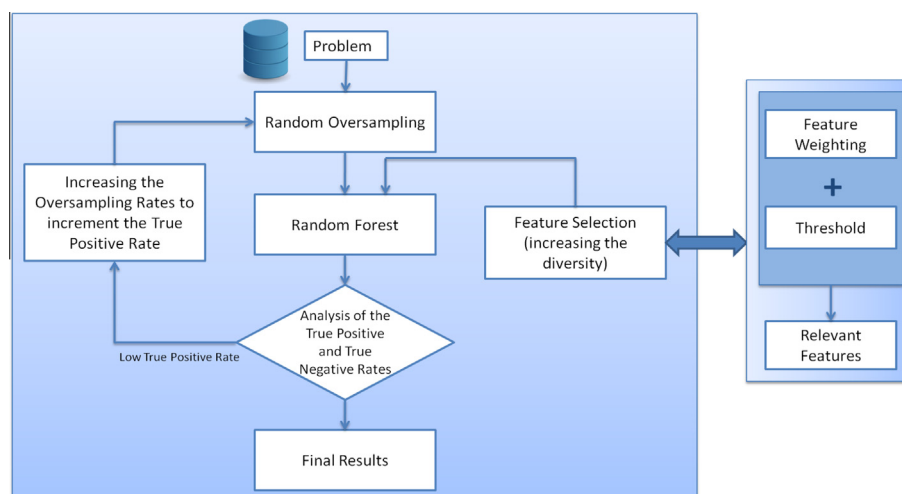 Problem
Random Oversampling
Increasing the
Oversampling Rates to
increment the True
Positive Rate
Random Forest
Feature Selection
(increasing the
diversity)
Analysis of the
True Positive
and True
Negative Rates
Low True Positive Rate
Final Results
Feature
Weighting
+
Threshold
Relevant
Features